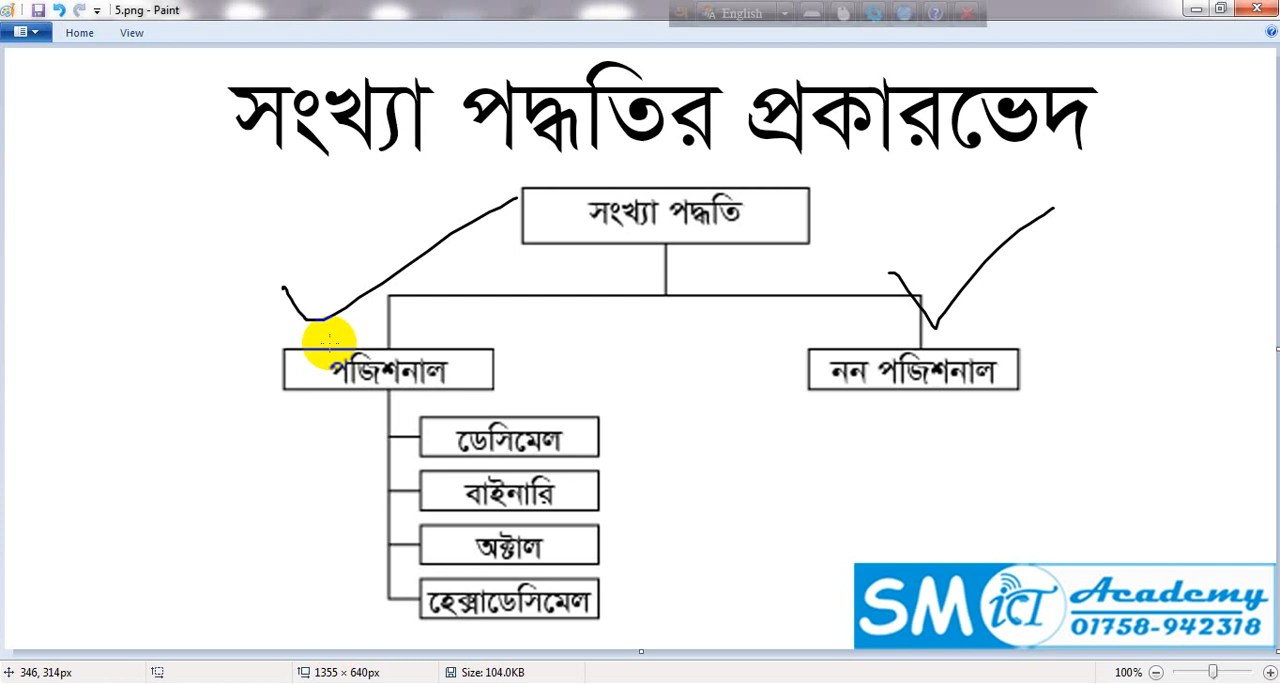 5.png - Paint
English
Home View
সংখ্যা পদ্ধতির প্রকারভেদ
সংখ্যা পদ্ধতি
পজিশনাল নন পজিশনাল
ডেসিমেল
বাইনারি
অক্টাল
হেক্সাডেসিমেল
SM ICT Academy
01758-942318
346, 314px 1355 × 640px Size: 104.0KB 100%